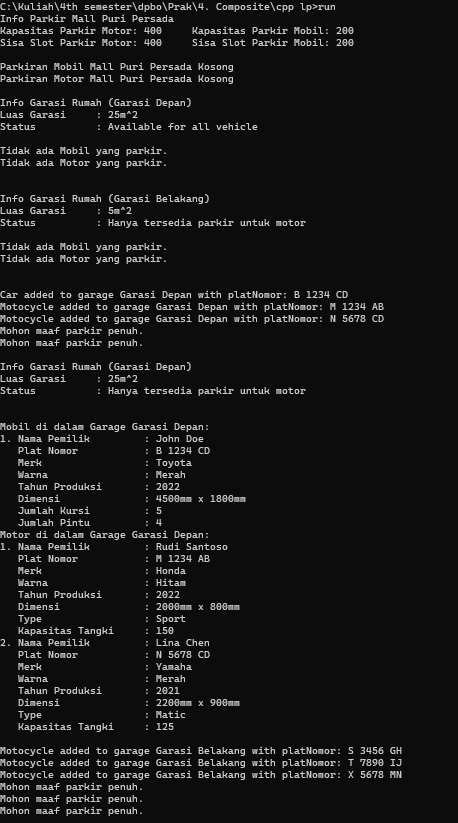 C:\Kuliah\4th semester\dpbo\Prak\4. Composite\cpp lp>run
Info Parkir Mall Puri Persada
Kapasitas Parkir Motor: 400     Kapasitas Parkir Mobil: 200
Sisa Slot Parkir Motor: 400     Sisa Slot Parkir Mobil: 200

Parkiran Mobil Mall Puri Persada Kosong
Parkiran Motor Mall Puri Persada Kosong

Info Garasi Rumah (Garasi Depan)
Luas Garasi     : 25m^2
Status          : Available for all vehicle

Tidak ada Mobil yang parkir.
Tidak ada Motor yang parkir.

Info Garasi Rumah (Garasi Belakang)
Luas Garasi     : 5m^2
Status          : Hanya tersedia parkir untuk motor

Tidak ada Mobil yang parkir.
Tidak ada Motor yang parkir.

Car added to garage Garasi Depan with platNomor: B 1234 CD
Motocycle added to garage Garasi Depan with platNomor: M 1234 AB
Motocycle added to garage Garasi Depan with platNomor: N 5678 CD
Mohon maaf parkir penuh.
Mohon maaf parkir penuh.

Info Garasi Rumah (Garasi Depan)
Luas Garasi     : 25m^2
Status          : Hanya tersedia parkir untuk motor

Mobil di dalam Garage Garasi Depan:
1. Nama Pemilik         : John Doe
   Plat Nomor           : B 1234 CD
   Merk                 : Toyota
   Warna                : Merah
   Tahun Produksi       : 2022
   Dimensi              : 4500mm x 1800mm
   Jumlah Kursi         : 5
   Jumlah Pintu         : 4
Motor di dalam Garage Garasi Depan:
1. Nama Pemilik         : Rudi Santoso
   Plat Nomor           : M 1234 AB
   Merk                 : Honda
   Warna                : Hitam
   Tahun Produksi       : 2022
   Dimensi              : 2000mm x 800mm
   Type                 : Sport
   Kapasitas Tangki     : 150
2. Nama Pemilik         : Lina Chen
   Plat Nomor           : N 5678 CD
   Merk                 : Yamaha
   Warna                : Merah
   Tahun Produksi       : 2021
   Dimensi              : 2200mm x 900mm
   Type                 : Matic
   Kapasitas Tangki     : 125

Motocycle added to garage Garasi Belakang with platNomor: S 3456 GH
Motocycle added to garage Garasi Belakang with platNomor: T 7890 IJ
Motocycle added to garage Garasi Belakang with platNomor: X 5678 MN
Mohon maaf parkir penuh.
Mohon maaf parkir penuh.
Mohon maaf parkir penuh.